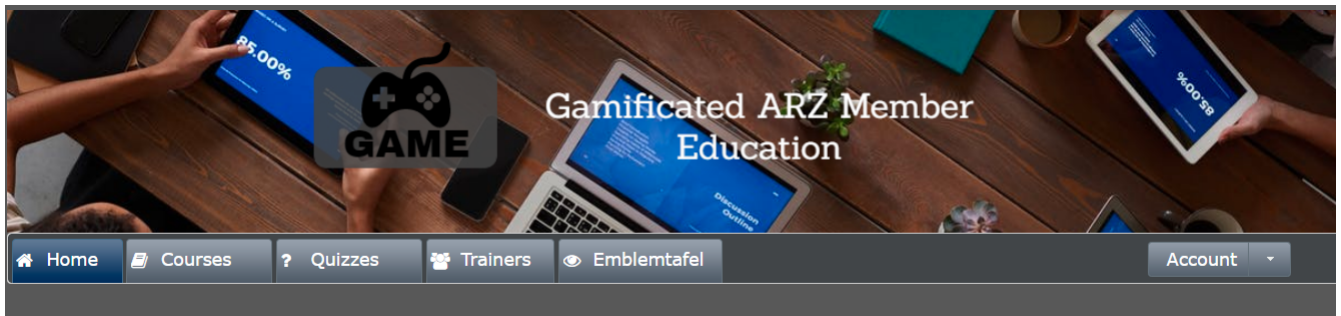 85.00%
GAME
Gamificated ARZ Member
Education
85.00%
Discussion
Outline
Home
Courses
? Quizzes
Trainers
Emblemtafel
Account